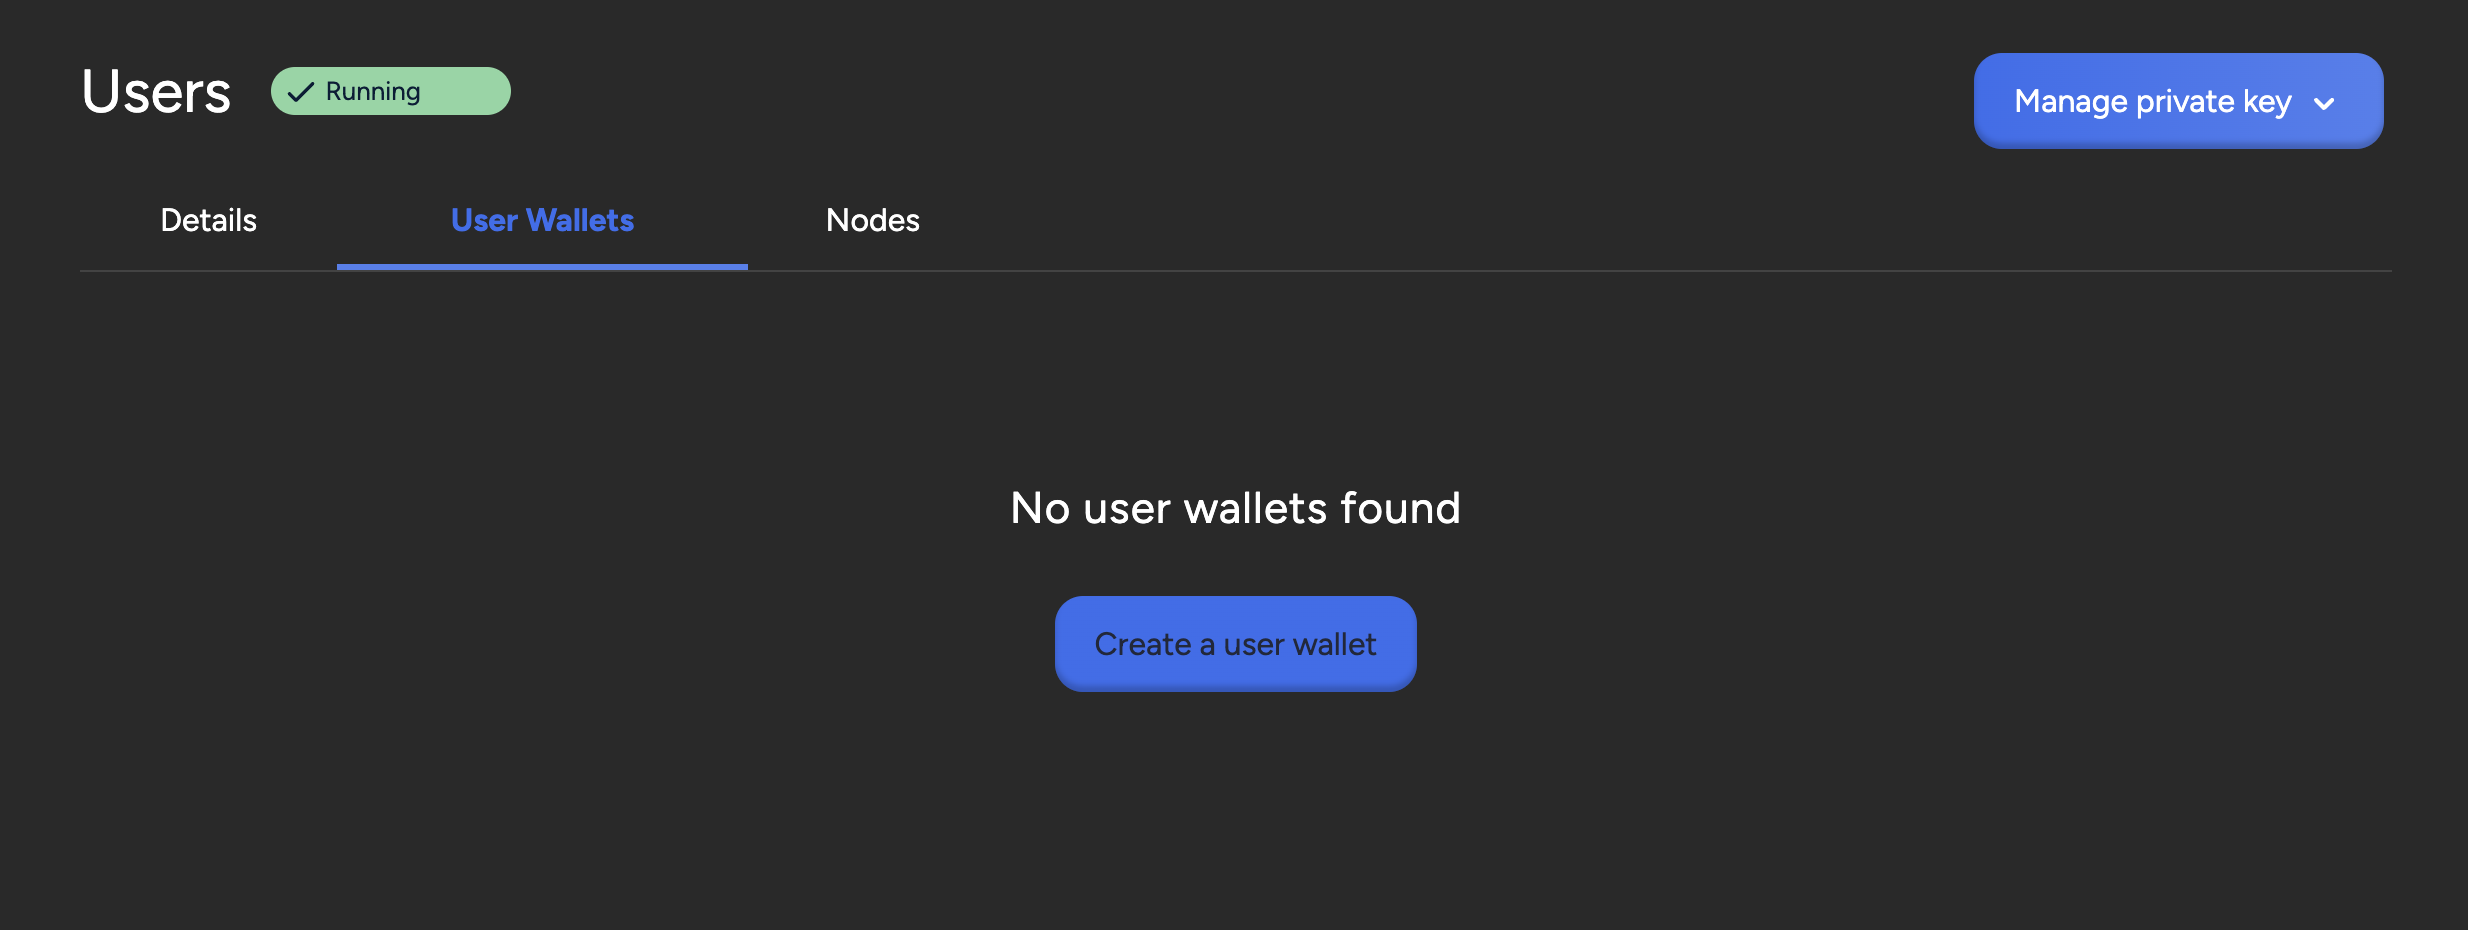 Users
Running
Manage private key
Details
User Wallets
Nodes
No user wallets found
Create a user wallet